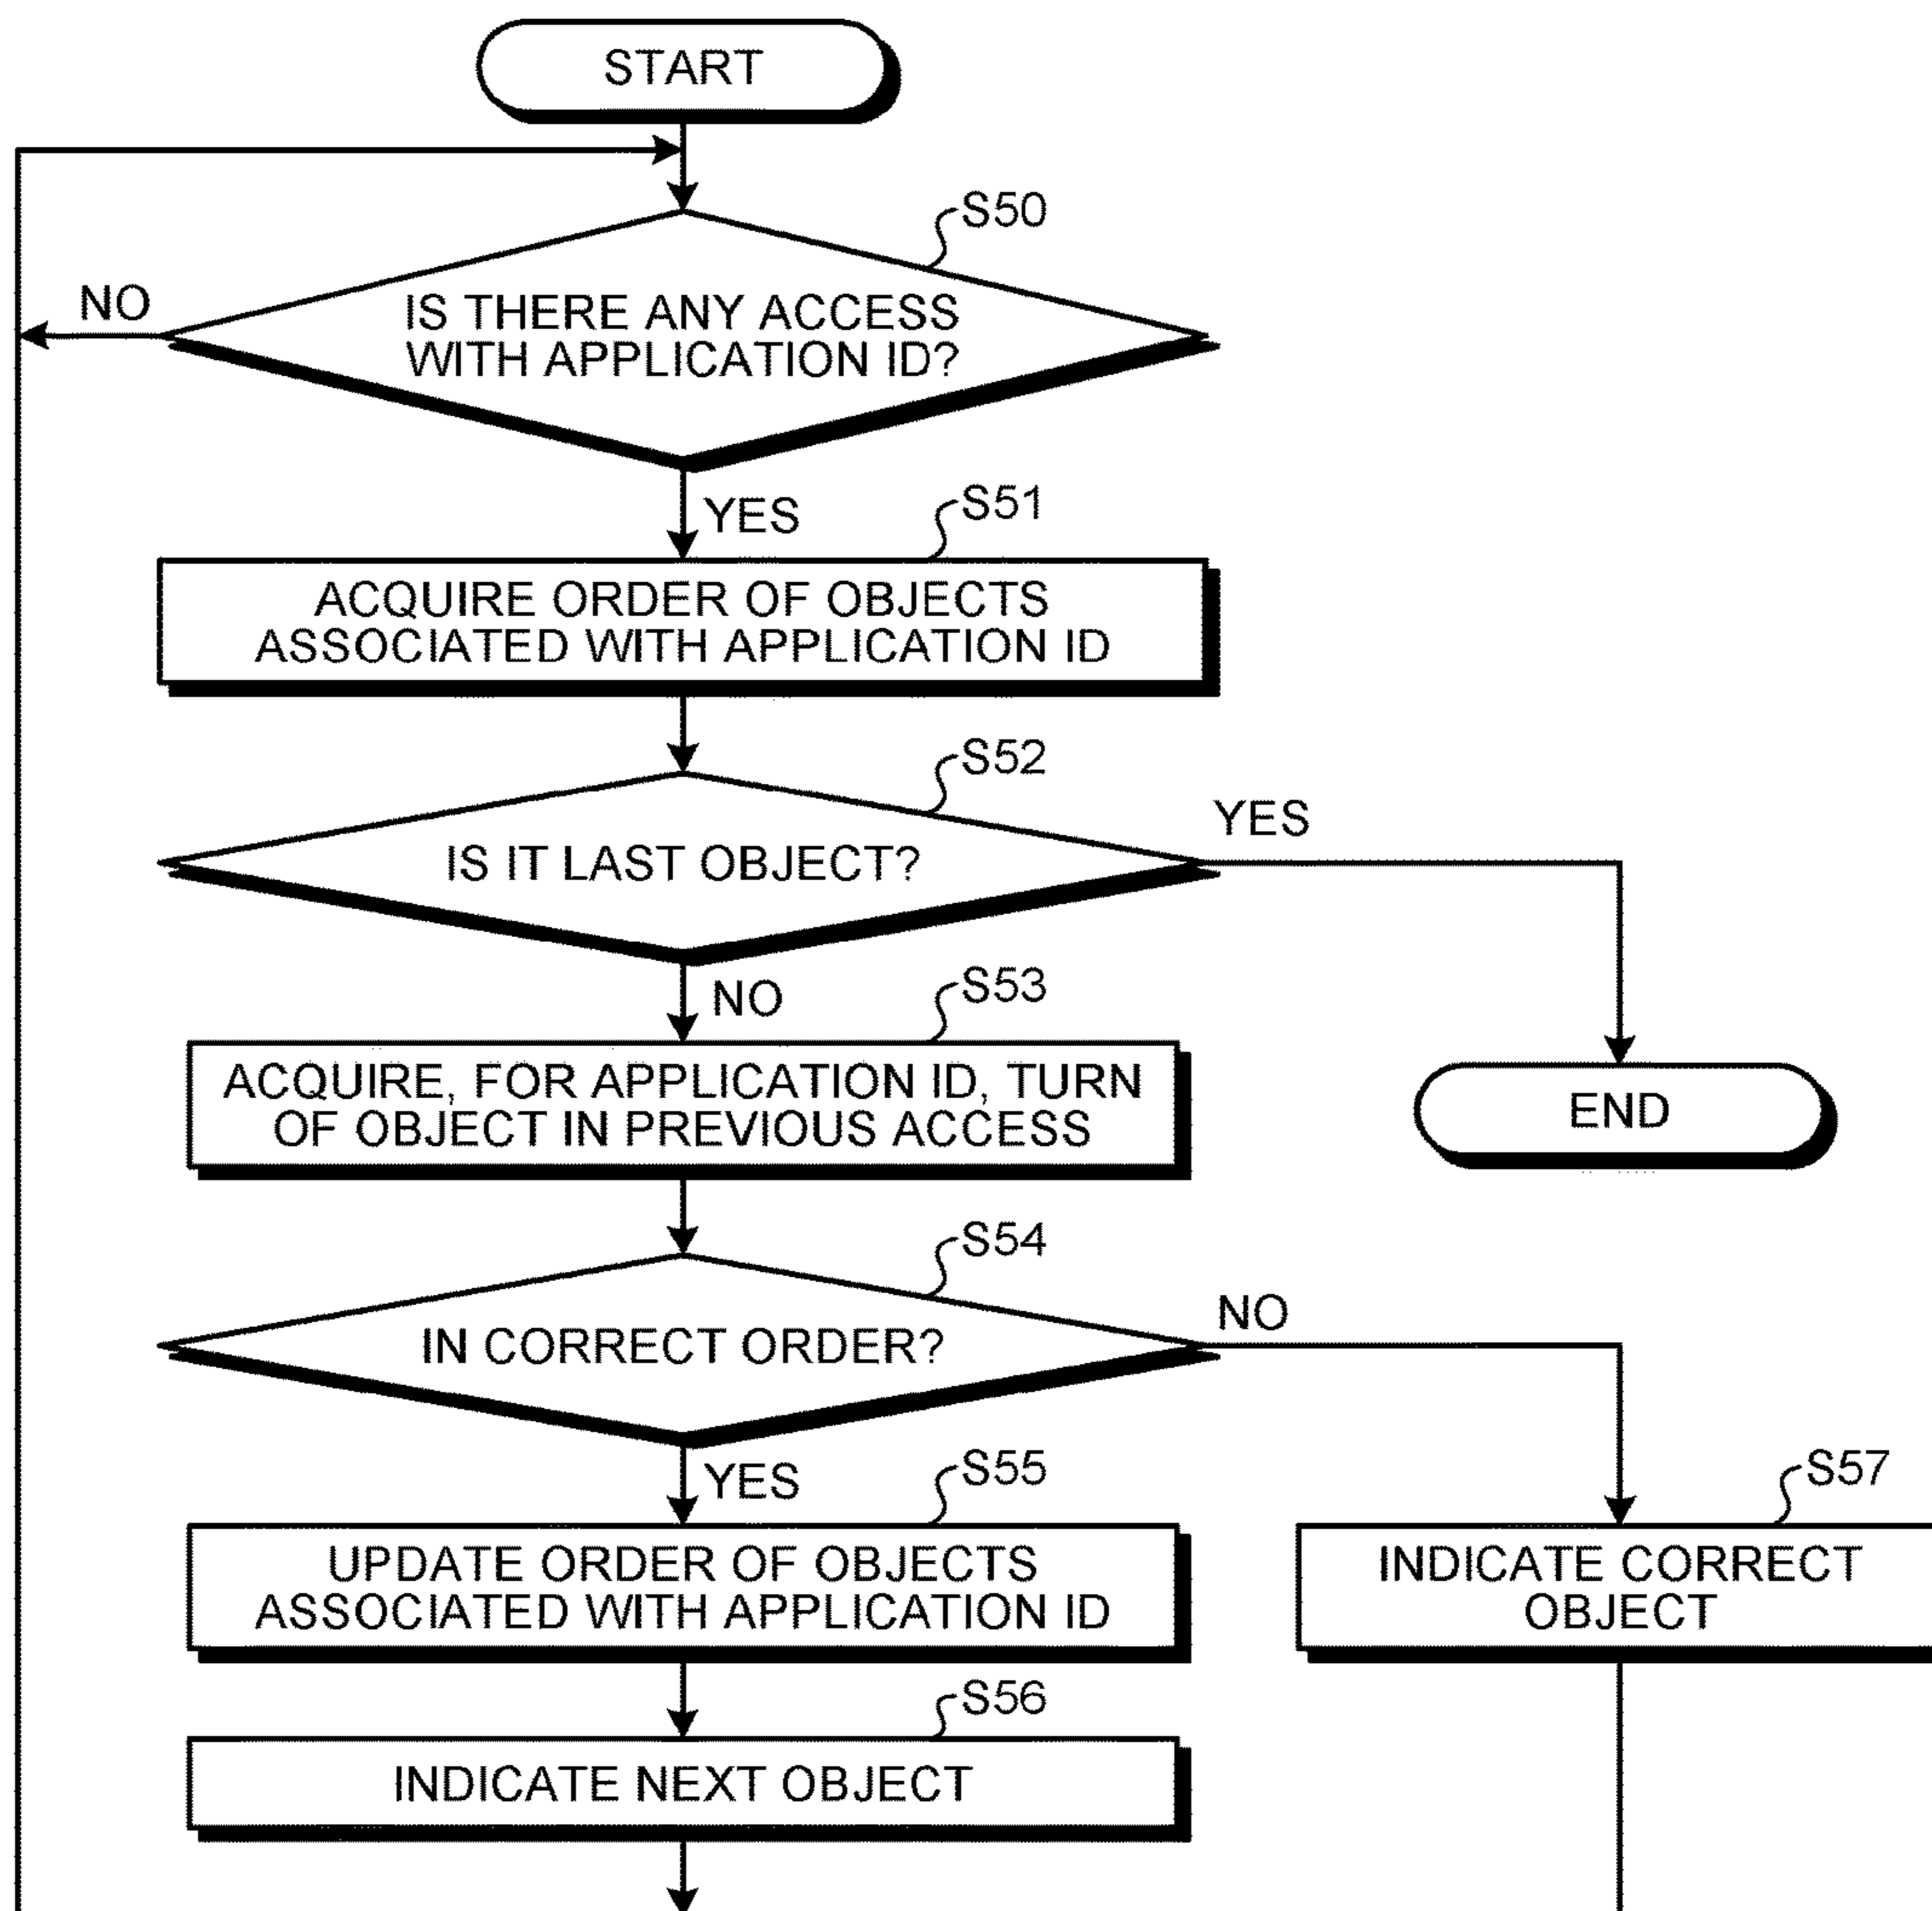 START
S50
NO
IS THERE ANY ACCESS
WITH APPLICATION ID?
YES
S51
ACQUIRE ORDER OF OBJECTS
ASSOCIATED WITH APPLICATION ID
S52
YES
IS IT LAST OBJECT?
NO
S53
ACQUIRE, FOR APPLICATION ID, TURN
OF OBJECT IN PREVIOUS ACCESS
END
S54
NO
IN CORRECT ORDER?
YES
S55
S57
UPDATE ORDER OF OBJECTS
ASSOCIATED WITH APPLICATION ID
INDICATE CORRECT
OBJECT
S56
INDICATE NEXT OBJECT